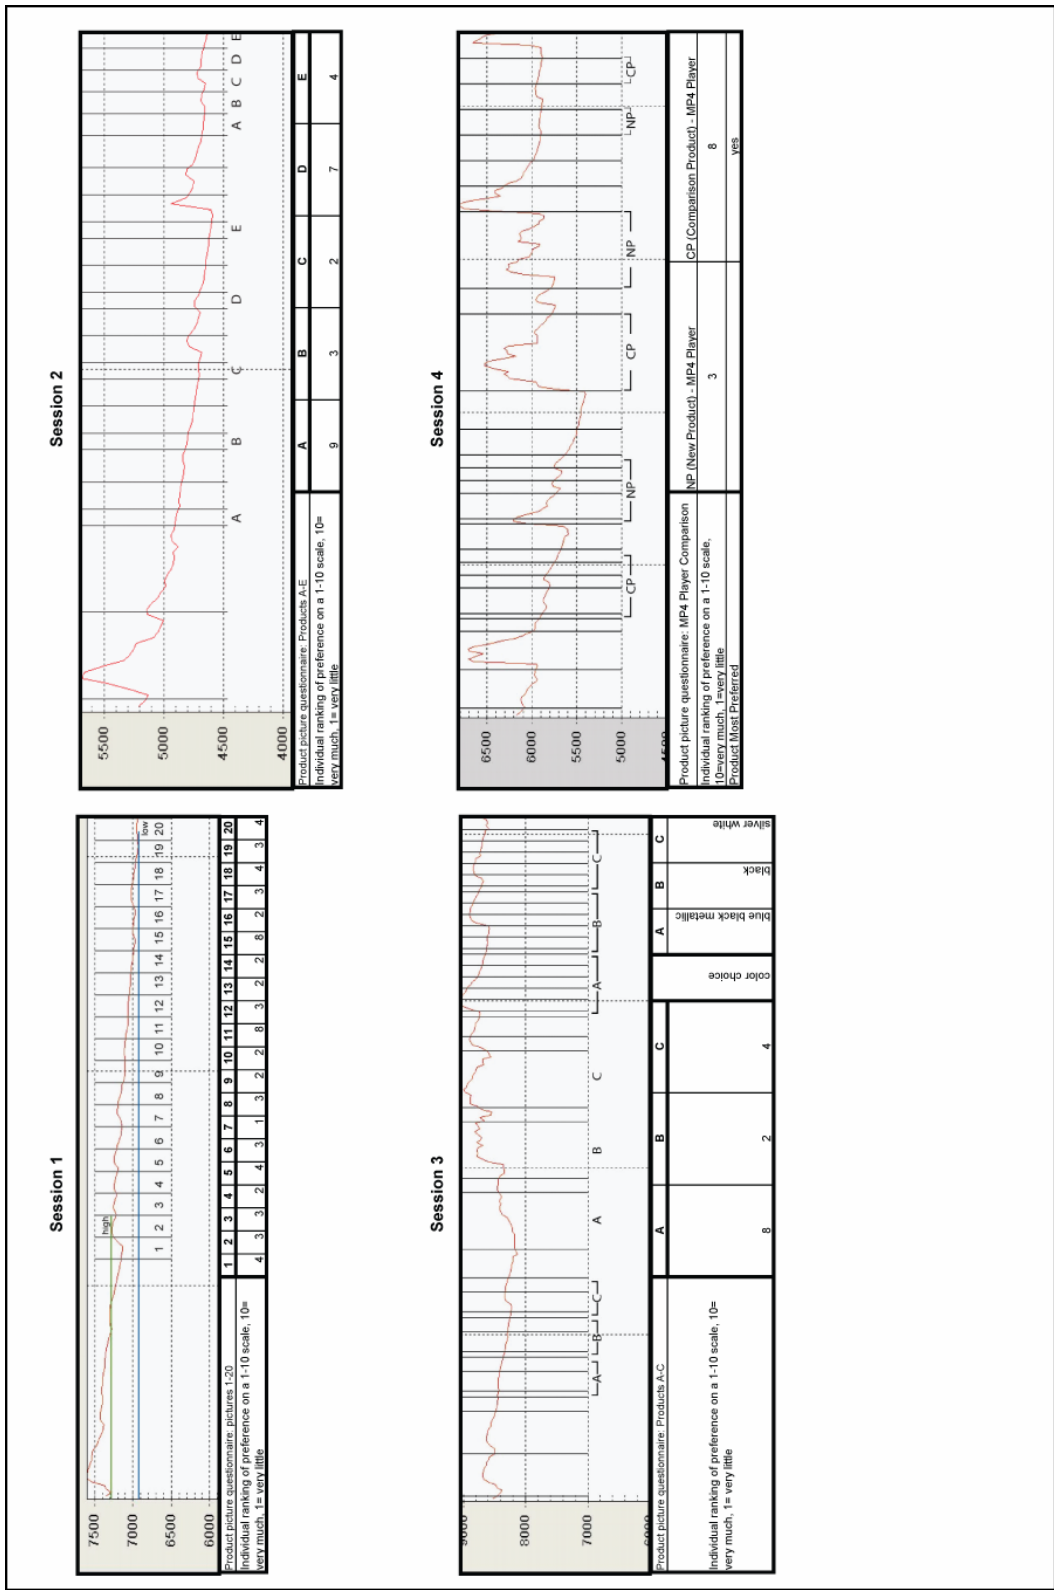 Session 1
7500
7000
6500
6000
high
low
1 2 3 4 5 6 7 8 9 10 11 12 13 14 15 16 17 18 19 20
Product picture questionnaire: pictures 1-20 1 2 3 4 5 6 7 8 9 10 11 12 13 14 15 16 17 18 19 20
Individual ranking of preference on a 1-10 scale, 10=
very much, 1= very little
4 3 3 2 4 3 1 3 2 2 8 3 2 2 8 2 3 4 3 4
Session 2
5500
5000
4500
4000
A B C D E A B C D E
Product picture questionnaire: Products A-E A B C D E
Individual ranking of preference on a 1-10 scale, 10=
very much, 1= very little
9 3 2 7 4
Session 3
9000
8000
7000
6000
A B C A B C A B C
Product picture questionnaire: Products A-C A B C color choice A B C
Individual ranking of preference on a 1-10 scale, 10=
very much, 1= very little
8 2 4 blue black metallic black silver white
Session 4
6500
6000
5500
5000
4500
CP NP CP NP NP CP
Product picture questionnaire: MP4 Player Comparison NP (New Product) - MP4 Player CP (Comparison Product) - MP4 Player
Individual ranking of preference on a 1-10 scale,
10=very much, 1=very little
3 8
Product Most Preferred yes